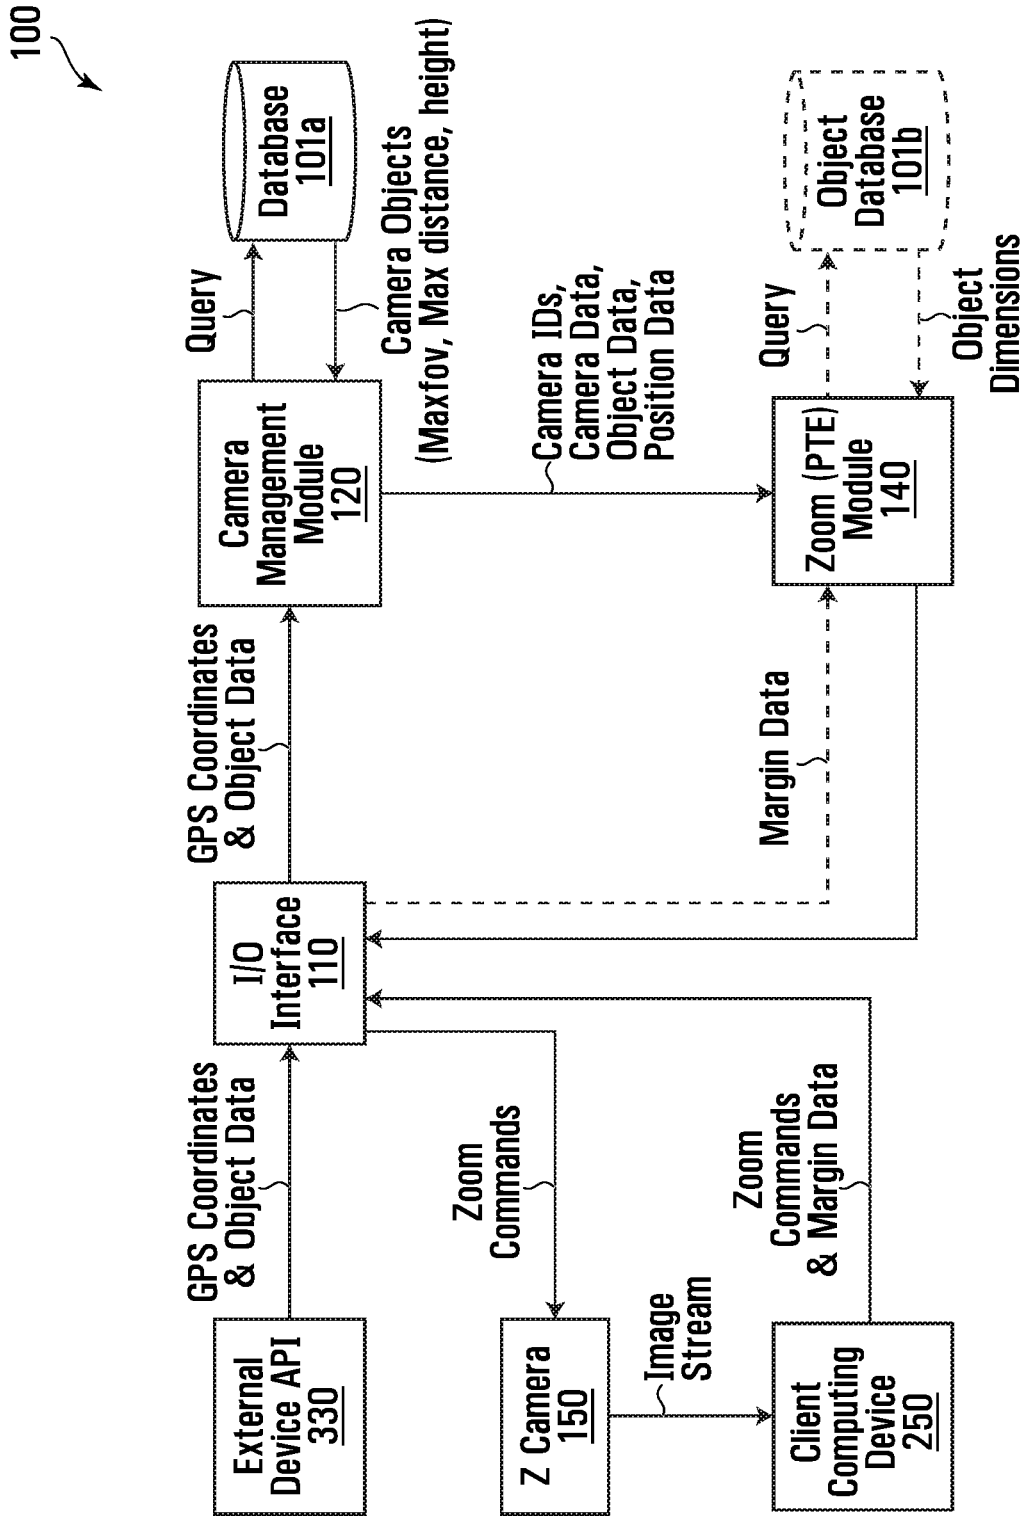 100
External
Device API
330
GPS Coordinates
& Object Data
I/O
Interface
110
GPS Coordinates
& Object Data
Camera
Management
Module
120
Query
Database
101a
Camera Objects
(Maxfov, Max distance, height)
Camera IDs,
Camera Data,
Object Data,
Position Data
Z Camera
150
Zoom
Commands
Image
Stream
Client
Computing
Device
250
Zoom
Commands
& Margin Data
Margin Data
Zoom (PTE)
Module
140
Query
Object
Database
101b
Object
Dimensions